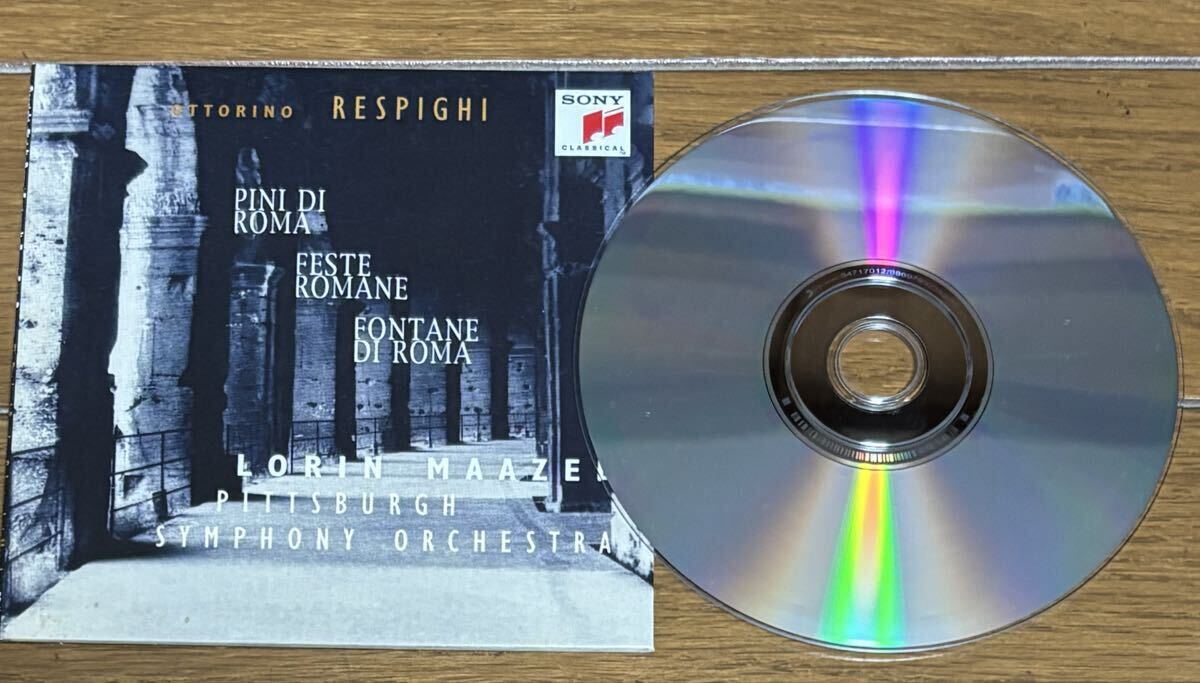 OTTORINO RESPIGHI
SONY
CLASSICAL
PINI DI
ROMA
FESTE
ROMANE
FONTANE
DI ROMA
LORIN MAAZEL
PITTSBURGH
SYMPHONY ORCHESTRA